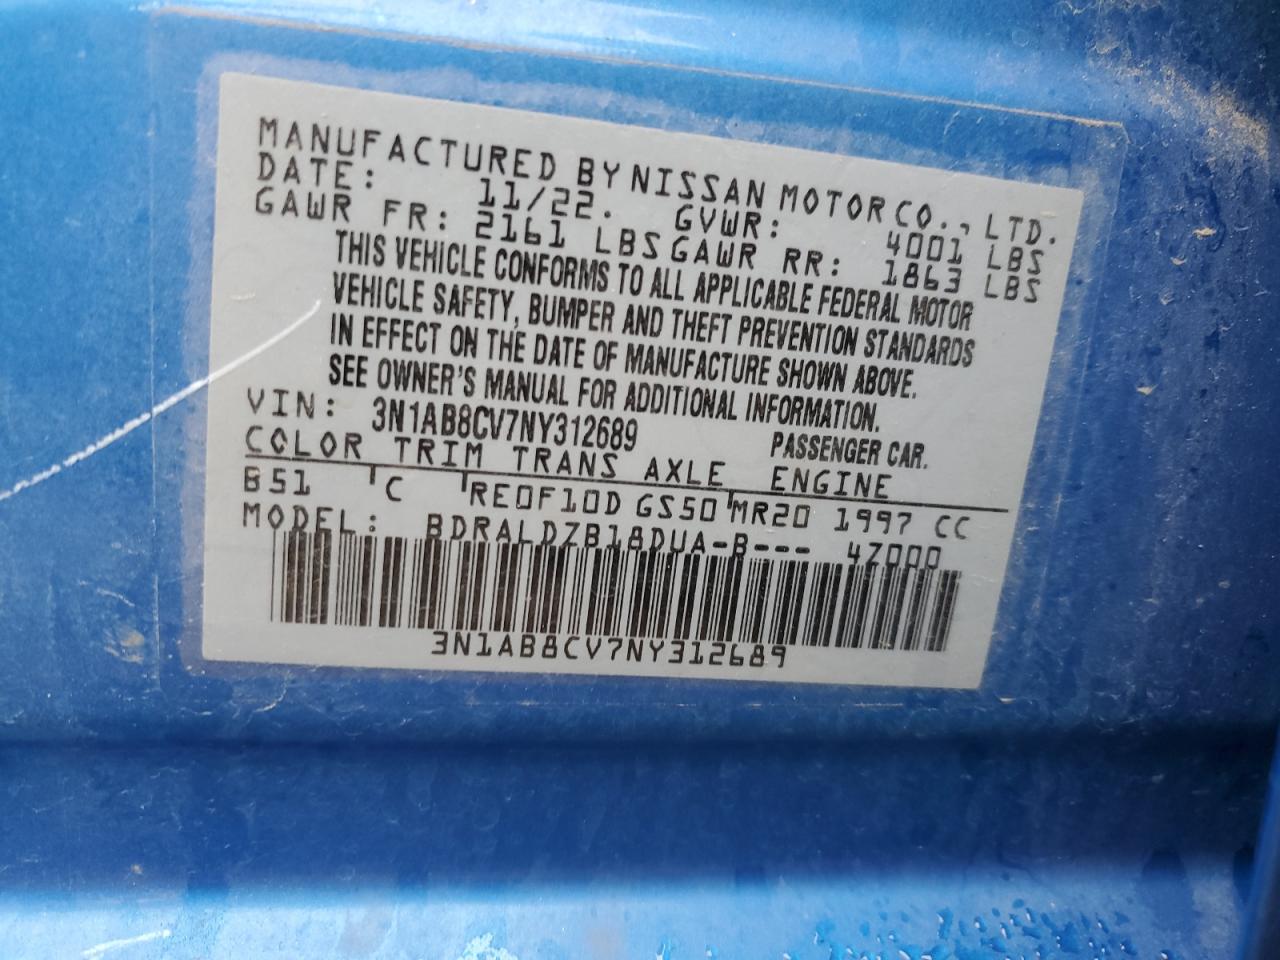 MANUFACTURED BY NISSAN MOTOR CO., LTD.
DATE: 11/22. GVWR: 4001 LBS
GAWR FR: 2161 LBS GAWR RR: 1863 LBS
THIS VEHICLE CONFORMS TO ALL APPLICABLE FEDERAL MOTOR
VEHICLE SAFETY, BUMPER AND THEFT PREVENTION STANDARDS
IN EFFECT ON THE DATE OF MANUFACTURE SHOWN ABOVE.
SEE OWNER'S MANUAL FOR ADDITIONAL INFORMATION.
VIN: 3N1AB8CV7NY312689 PASSENGER CAR.
COLOR TRIM TRANS AXLE ENGINE
B51 C RE0F10D GS50 MR20 1997 CC
MODEL: BDRALDZB18DUA-B--- 4Z000
3N1AB8CV7NY312689